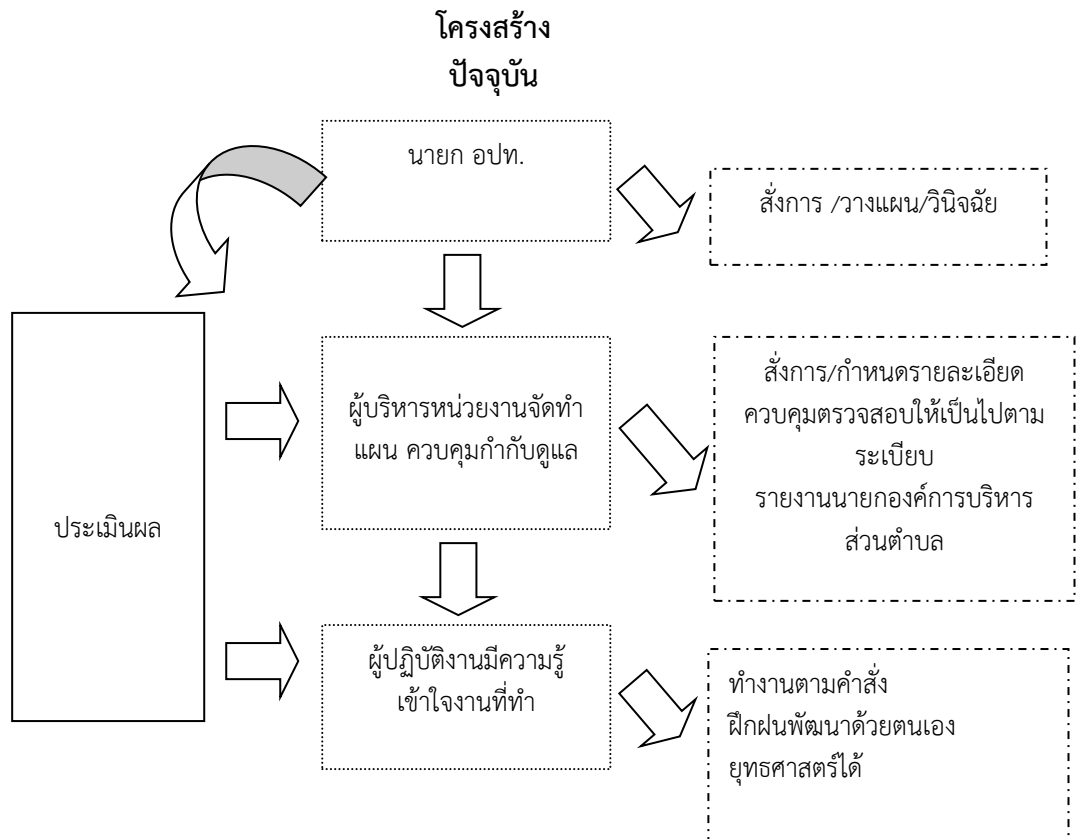 โครงสร้าง
ปัจจุบัน
นายก อปท.
สั่งการ /วางแผน/วินิจฉัย
ผู้บริหารหน่วยงานจัดทำ
แผน ควบคุมกำกับดูแล
สั่งการ/กำหนดรายละเอียด
ควบคุมตรวจสอบให้เป็นไปตาม
ระเบียบ
รายงานนายกองค์การบริหาร
ส่วนตำบล
ประเมินผล
ผู้ปฏิบัติงานมีความรู้
เข้าใจงานที่ทำ
ทำงานตามคำสั่ง
ฝึกฝนพัฒนาด้วยตนเอง
ยุทธศาสตร์ได้